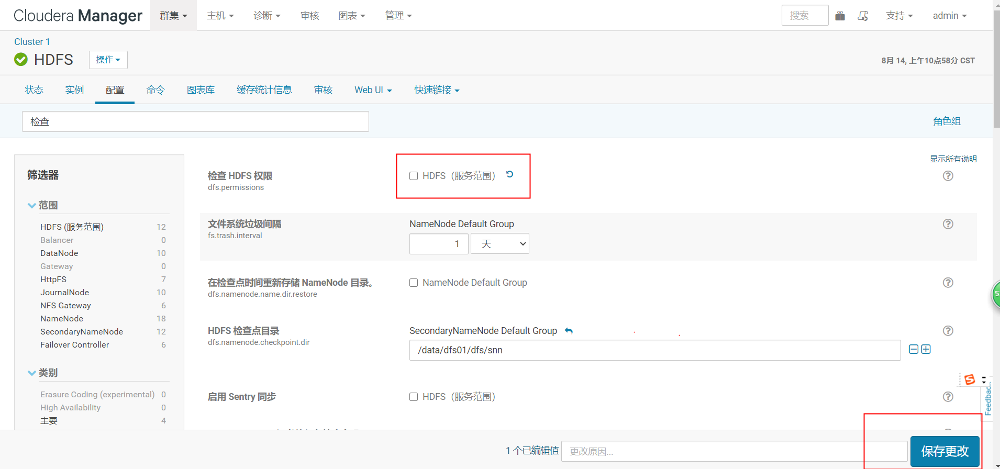 Cloudera Manager 群集 主机 诊断 审核 图表 管理 搜索 支持 admin
Cluster 1
HDFS 操作 8月 14, 上午10点58分 CST
状态 实例 配置 命令 图表库 缓存统计信息 审核 Web UI 快速链接
检查 角色组
显示所有说明
筛选器
范围
HDFS (服务范围) 12
Balancer 0
DataNode 10
Gateway 0
HttpFS 7
JournalNode 10
NFS Gateway 6
NameNode 18
SecondaryNameNode 12
Failover Controller 6
类别
Erasure Coding (experimental) 0
High Availability 0
主要 4
检查 HDFS 权限 HDFS（服务范围）
dfs.permissions
文件系统垃圾间隔 NameNode Default Group
fs.trash.interval 1 天
在检查点时间重新存储 NameNode 目录。 NameNode Default Group
dfs.namenode.name.dir.restore
HDFS 检查点目录 SecondaryNameNode Default Group
dfs.namenode.checkpoint.dir
/data/dfs01/dfs/snn
启用 Sentry 同步 HDFS（服务范围）
Feedbac
1 个已编辑值 更改原因... 保存更改